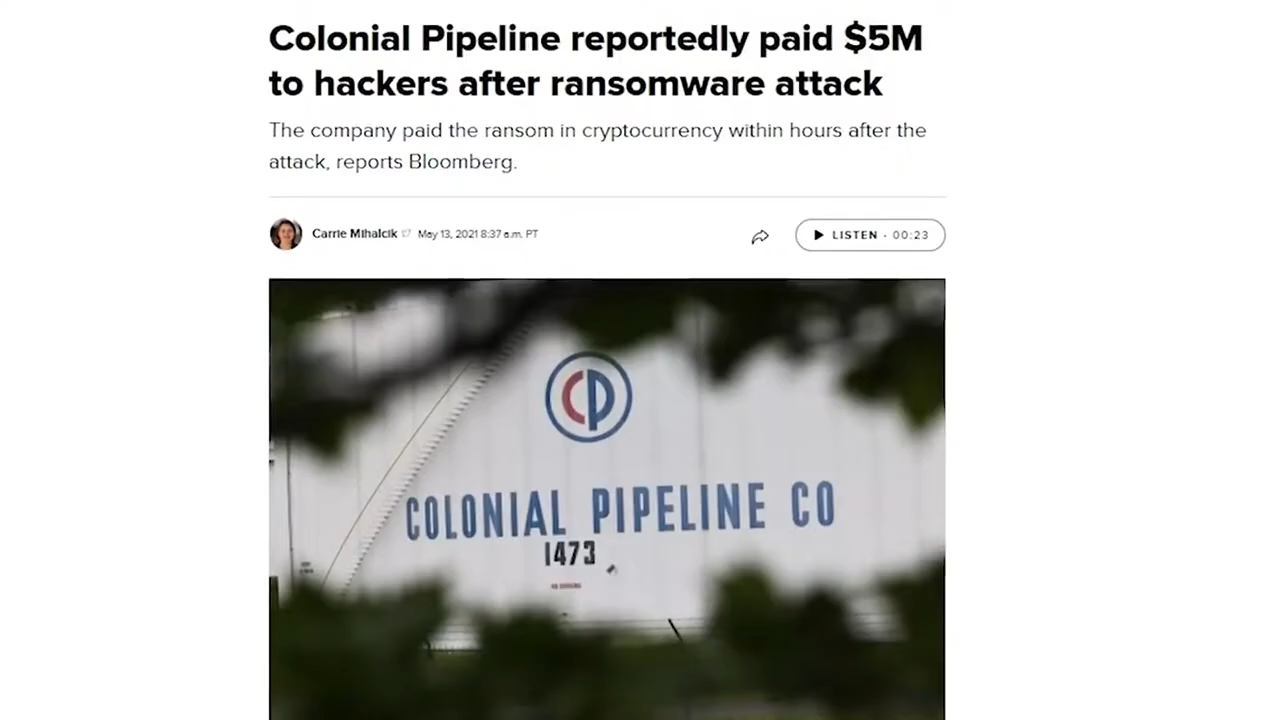 Colonial Pipeline reportedly paid $5M
to hackers after ransomware attack
The company paid the ransom in cryptocurrency within hours after the
attack, reports Bloomberg.
Carrie Mihalcik May 13, 2021 8:37 a.m. PT
LISTEN - 00:23
CP
COLONIAL PIPELINE CO
1473